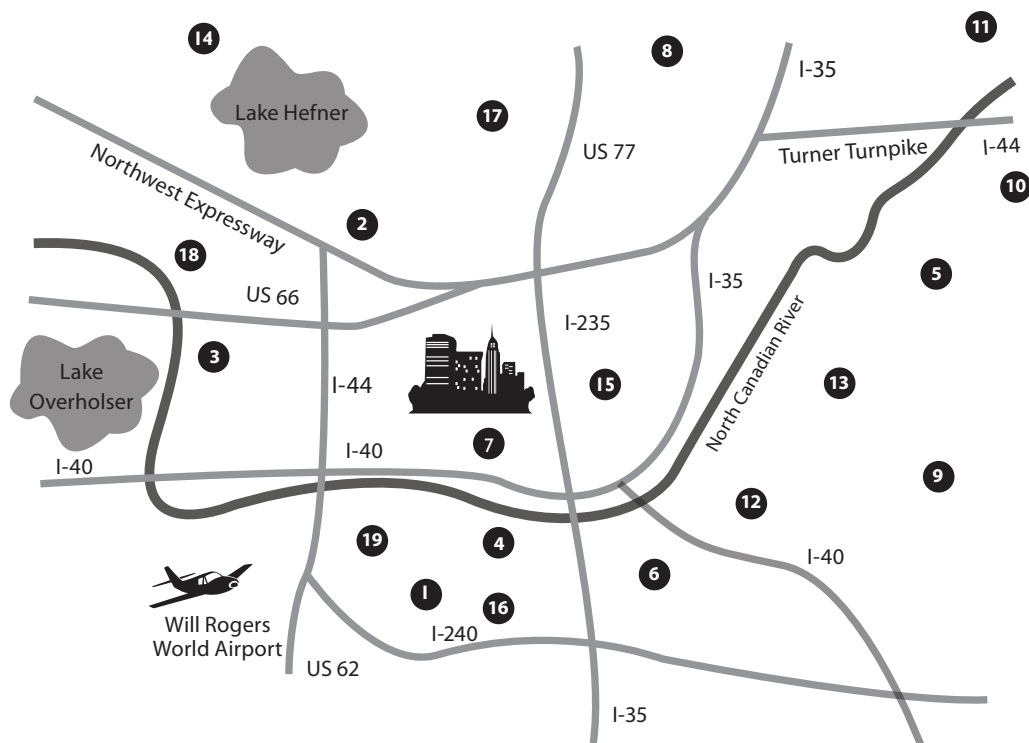 14
8
11
I-35
Lake Hefner
17
US 77
Turner Turnpike
I-44
Northwest Expressway
10
2
18
I-35
5
US 66
I-235
North Canadian River
3
Lake
Overholser
I-44
15
13
7
I-40
I-40
9
12
19
4
I-40
6
1
16
Will Rogers
World Airport
I-240
US 62
I-35